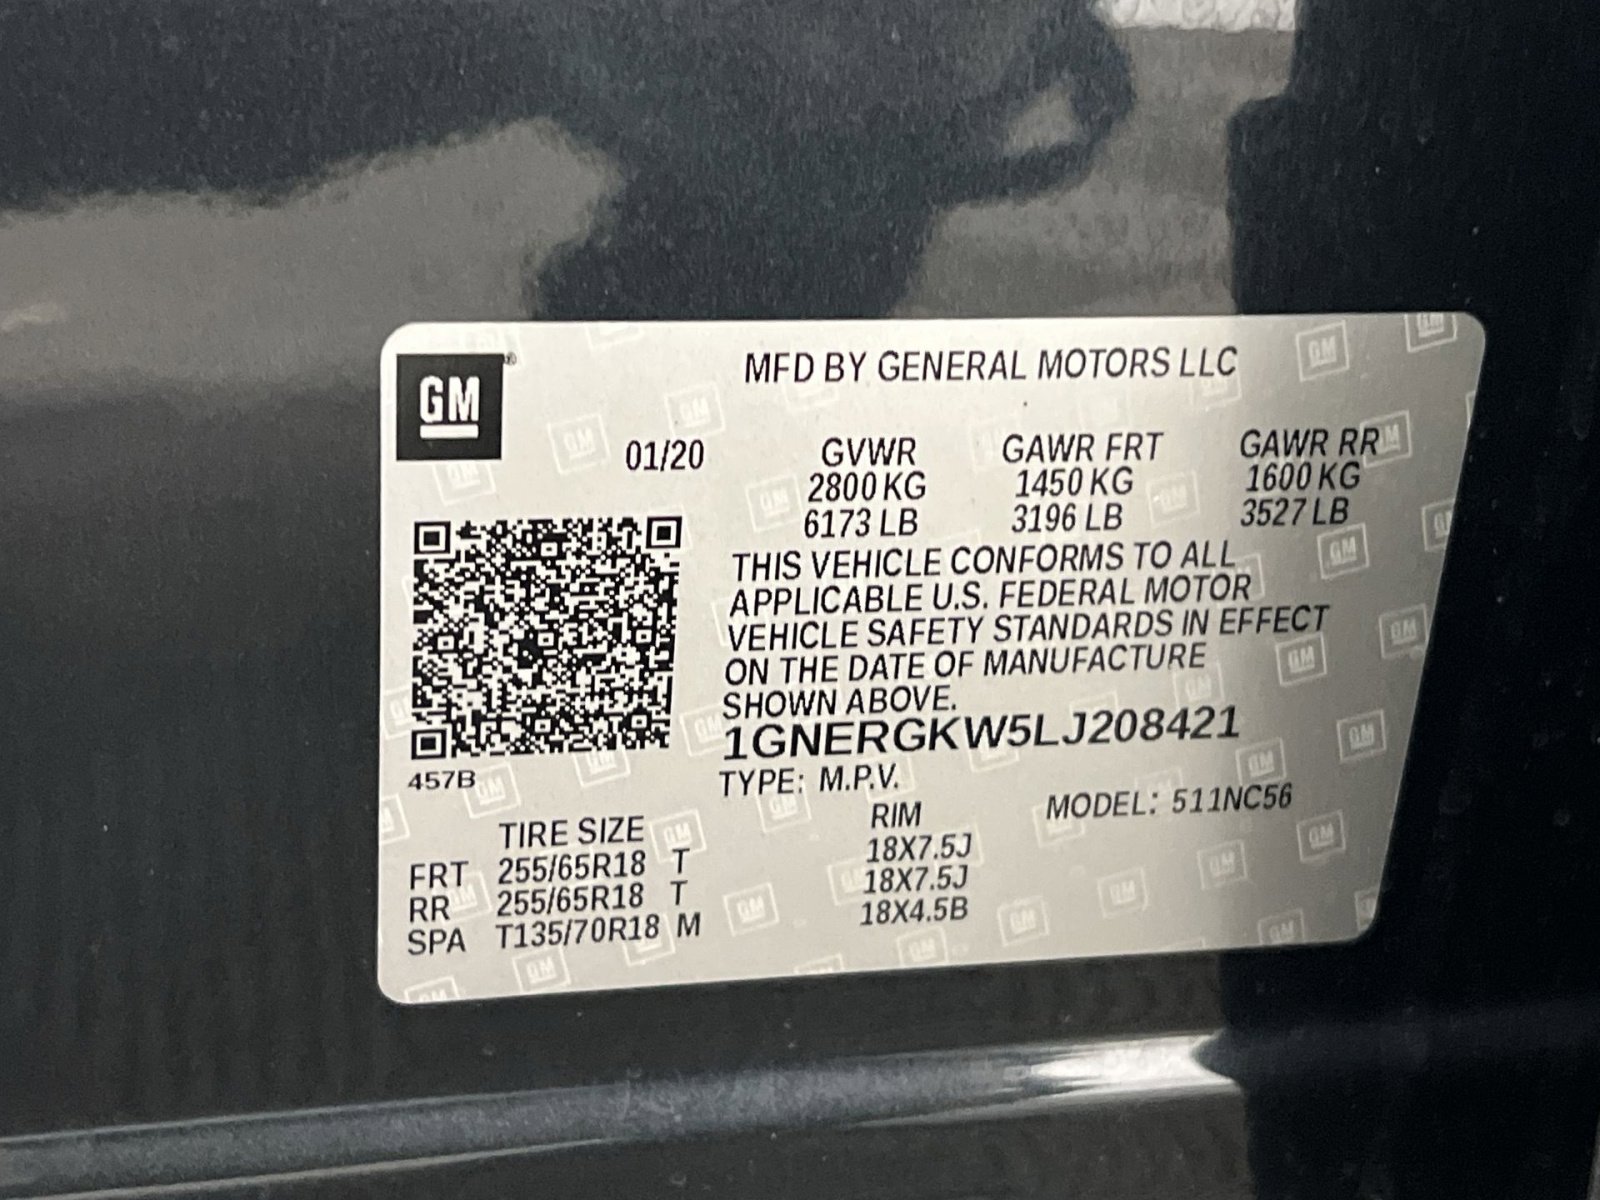 GM
MFD BY GENERAL MOTORS LLC
01/20 GVWR GAWR FRT GAWR RR
2800 KG 1450 KG 1600 KG
6173 LB 3196 LB 3527 LB
THIS VEHICLE CONFORMS TO ALL
APPLICABLE U.S. FEDERAL MOTOR
VEHICLE SAFETY STANDARDS IN EFFECT
ON THE DATE OF MANUFACTURE
SHOWN ABOVE.
1GNERGKW5LJ208421
457B
TYPE: M.P.V.
MODEL: 511NC56
TIRE SIZE RIM
FRT 255/65R18 T 18X7.5J
RR 255/65R18 T 18X7.5J
SPA T135/70R18 M 18X4.5B